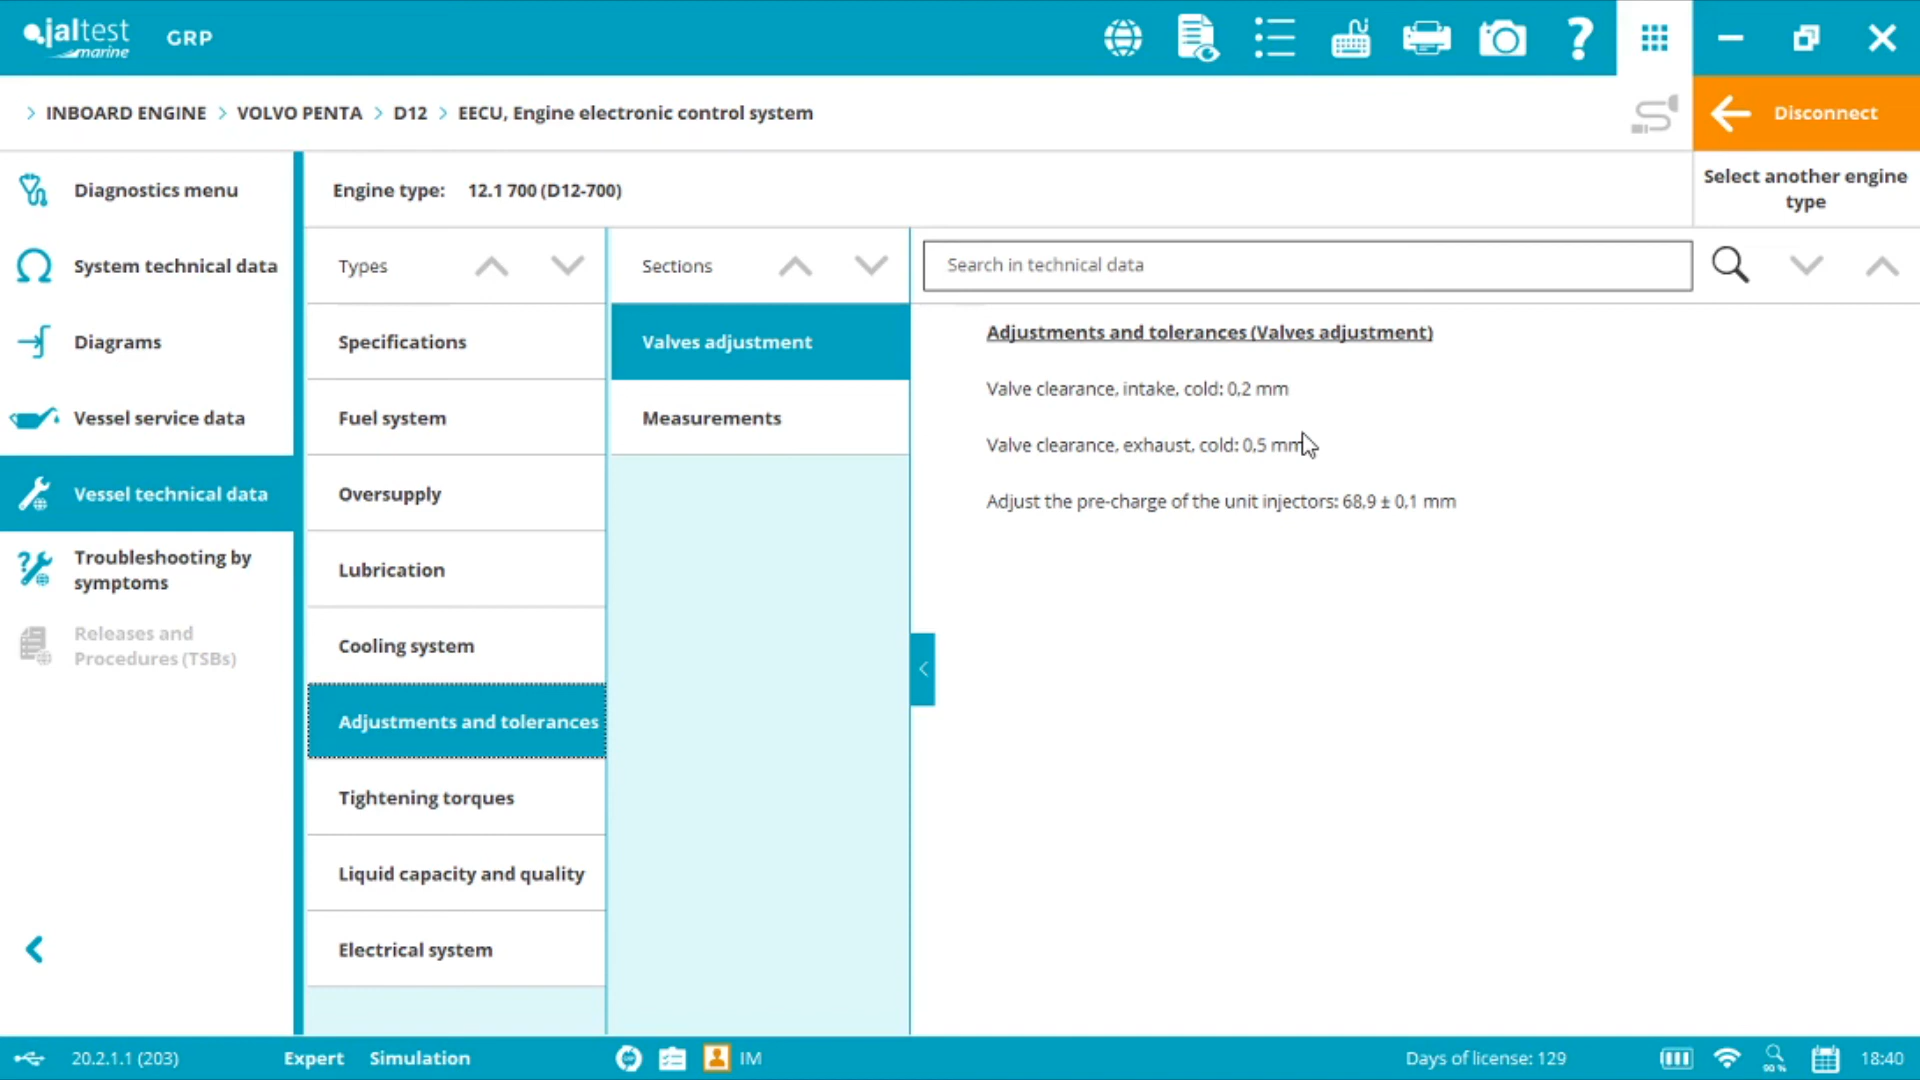 jaltest
marine
GRP
INBOARD ENGINE VOLVO PENTA D12 EECU, Engine electronic control system
Disconnect
Diagnostics menu
System technical data
Diagrams
Vessel service data
Vessel technical data
Troubleshooting by
symptoms
Releases and
Procedures (TSBs)
Engine type: 12.1 700 (D12-700)
Select another engine
type
Types
Specifications
Fuel system
Oversupply
Lubrication
Cooling system
Adjustments and tolerances
Tightening torques
Liquid capacity and quality
Electrical system
Sections
Valves adjustment
Measurements
Search in technical data
Adjustments and tolerances (Valves adjustment)
Valve clearance, intake, cold: 0,2 mm
Valve clearance, exhaust, cold: 0,5 mm
Adjust the pre-charge of the unit injectors: 68,9 ± 0,1 mm
20.2.1.1 (203)
Expert
Simulation
IM
Days of license: 129
90 %
18:40